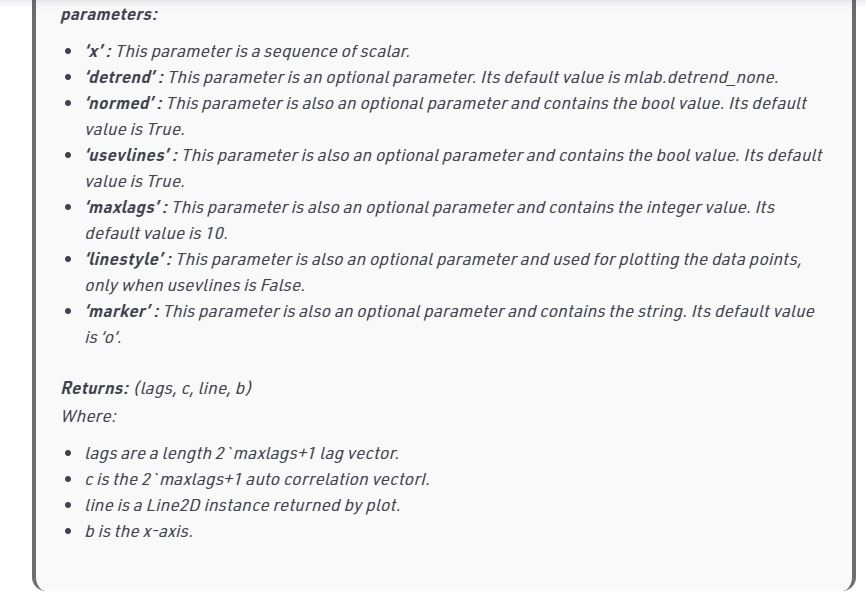 parameters:
‘x’ : This parameter is a sequence of scalar.
‘detrend’ : This parameter is an optional parameter. Its default value is mlab.detrend_none.
‘normed’ : This parameter is also an optional parameter and contains the bool value. Its default
value is True.
‘usevlines’ : This parameter is also an optional parameter and contains the bool value. Its default
value is True.
‘maxlags’ : This parameter is also an optional parameter and contains the integer value. Its
default value is 10.
‘linestyle’ : This parameter is also an optional parameter and used for plotting the data points,
only when usevlines is False.
‘marker’ : This parameter is also an optional parameter and contains the string. Its default value
is ‘o’.
Returns: (lags, c, line, b)
Where:
lags are a length 2`maxlags+1 lag vector.
c is the 2`maxlags+1 auto correlation vectorI.
line is a Line2D instance returned by plot.
b is the x-axis.